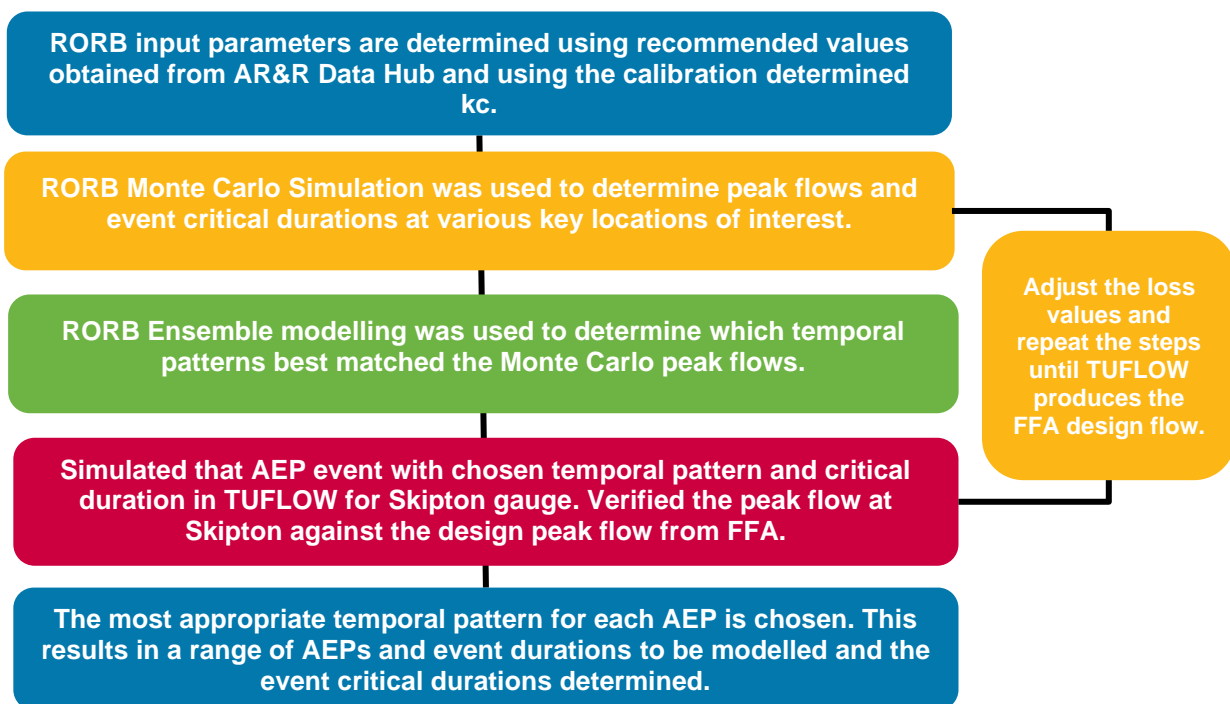 RORB input parameters are determined using recommended values
obtained from AR&R Data Hub and using the calibration determined
kc.
RORB Monte Carlo Simulation was used to determine peak flows and
event critical durations at various key locations of interest.
RORB Ensemble modelling was used to determine which temporal
patterns best matched the Monte Carlo peak flows.
Adjust the loss
values and
repeat the steps
until TUFLOW
produces the
FFA design flow.
Simulated that AEP event with chosen temporal pattern and critical
duration in TUFLOW for Skipton gauge. Verified the peak flow at
Skipton against the design peak flow from FFA.
The most appropriate temporal pattern for each AEP is chosen. This
results in a range of AEPs and event durations to be modelled and the
event critical durations determined.